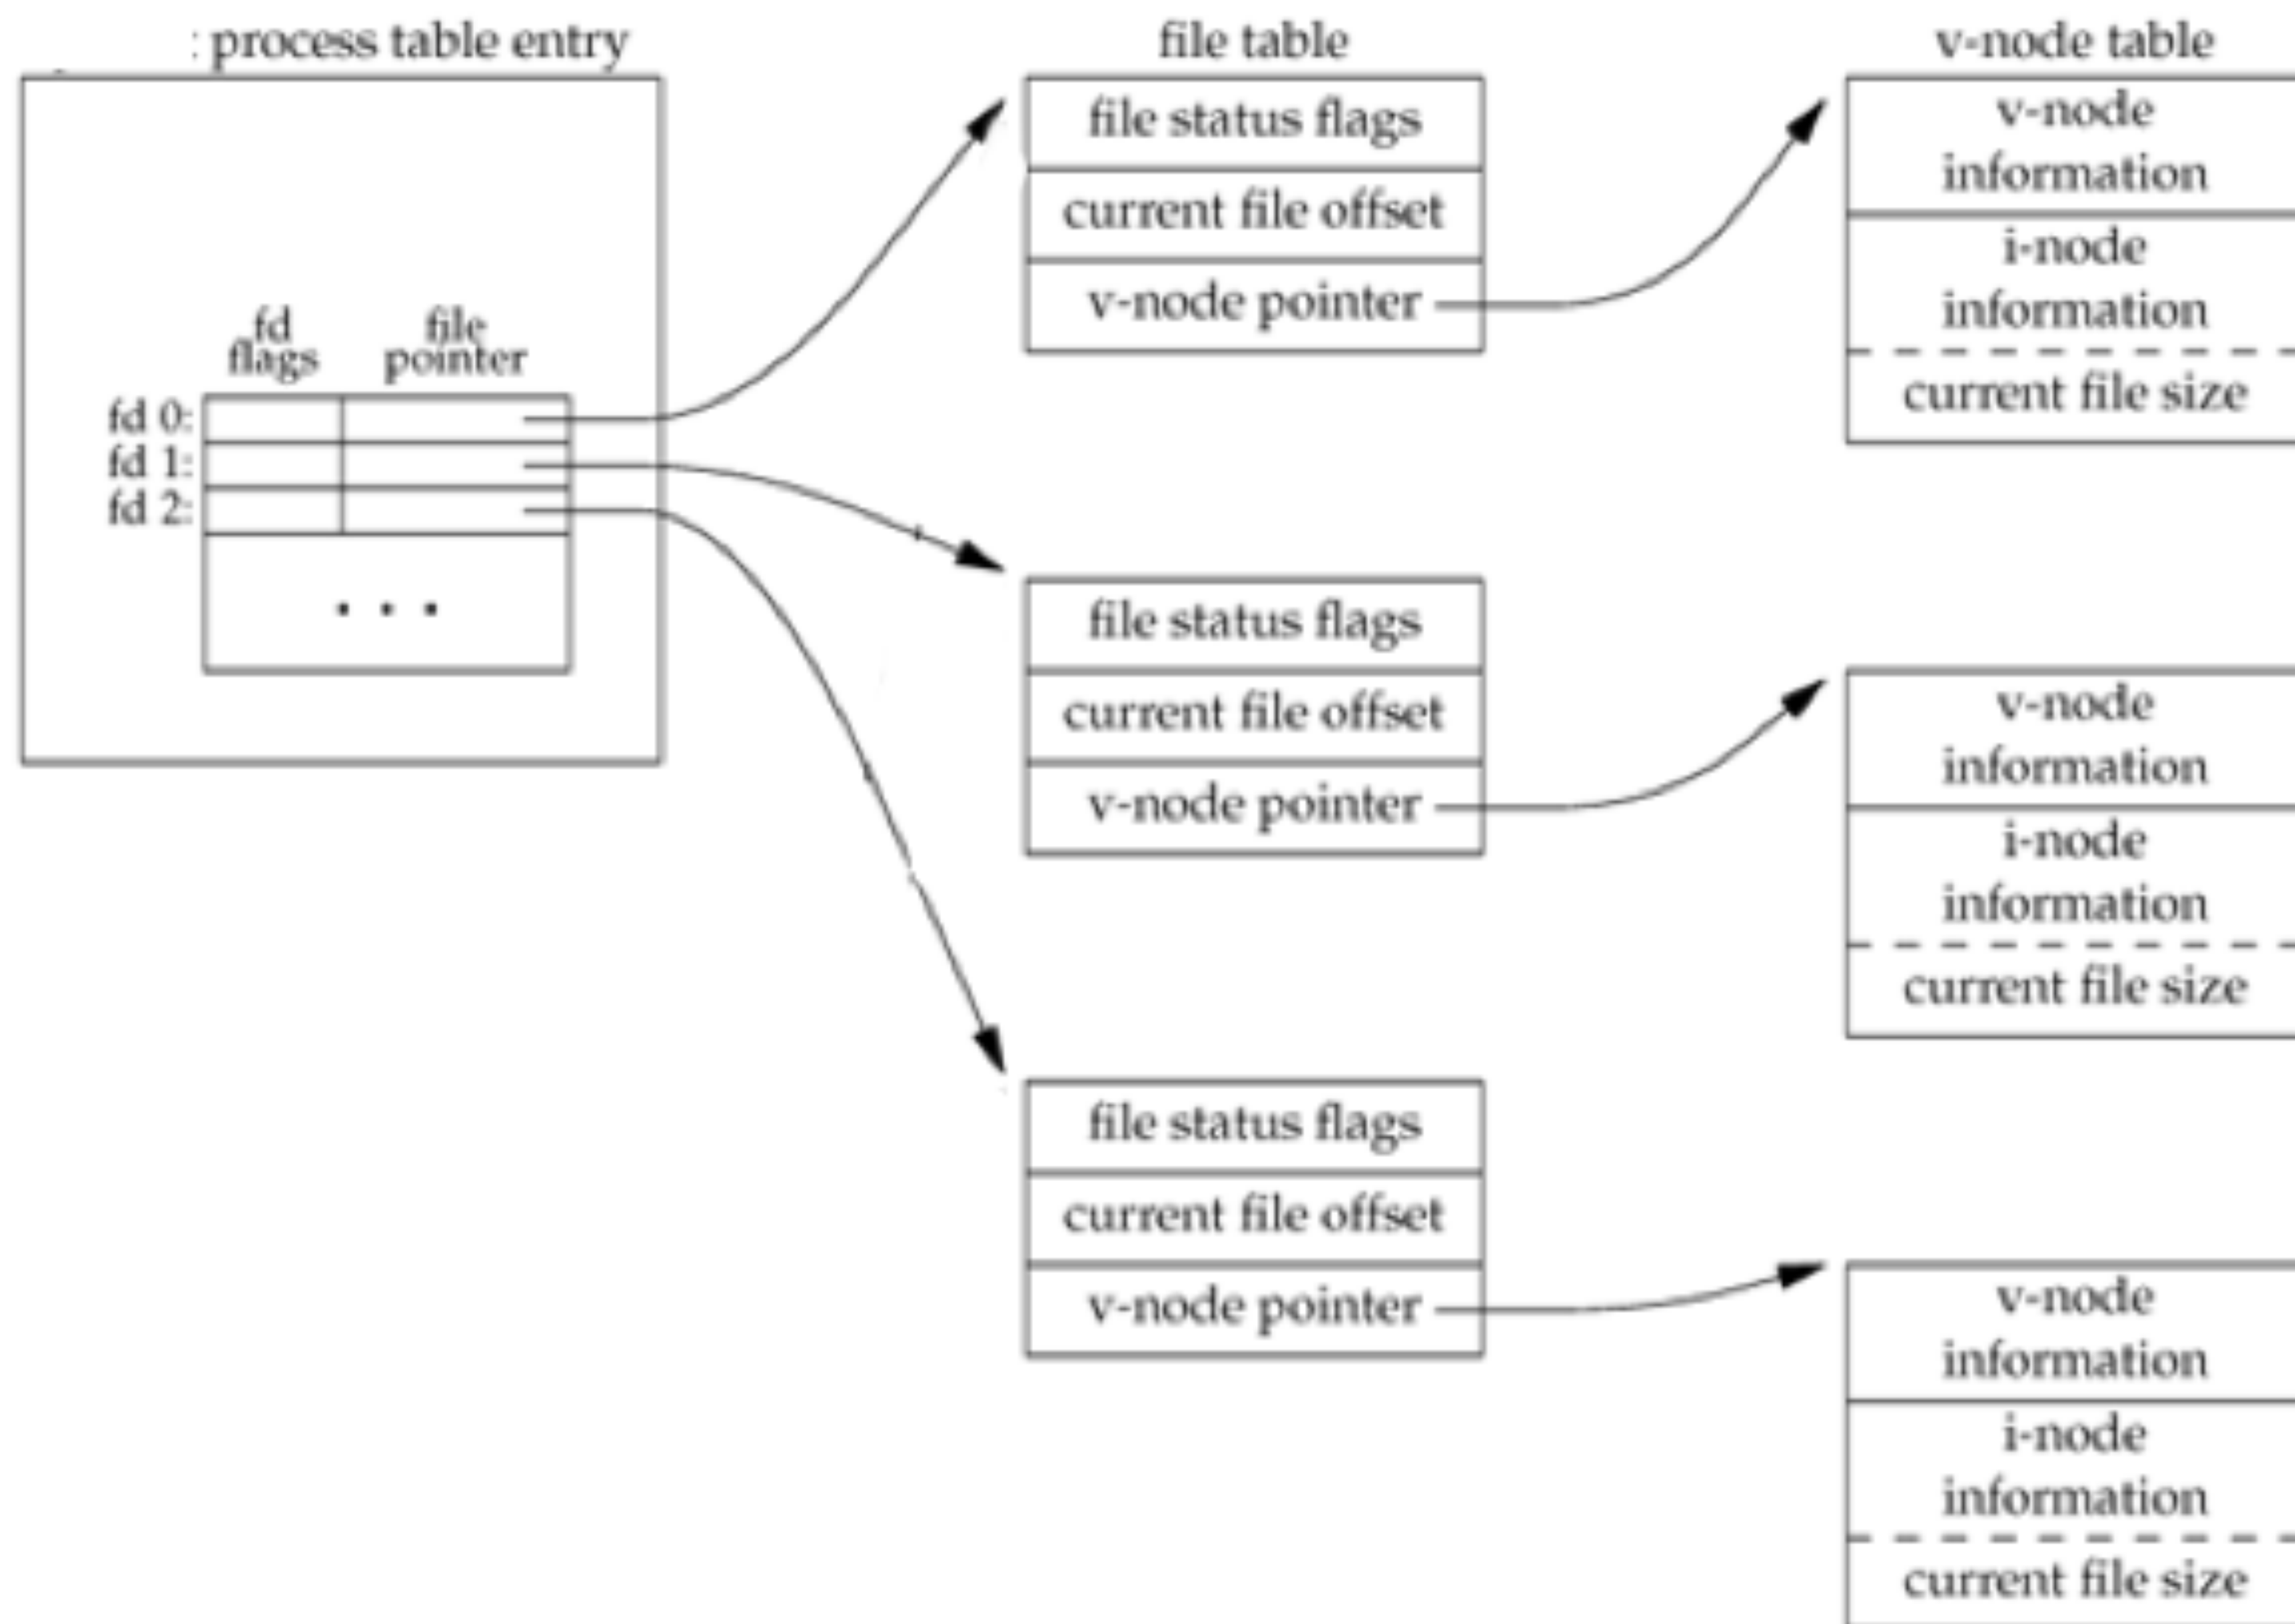 : process table entry
fd
flags
file
pointer
fd 0:
fd 1:
fd 2:
. . .
file table
file status flags
current file offset
v-node pointer
file status flags
current file offset
v-node pointer
file status flags
current file offset
v-node pointer
v-node table
v-node
information
i-node
information
current file size
v-node
information
i-node
information
current file size
v-node
information
i-node
information
current file size